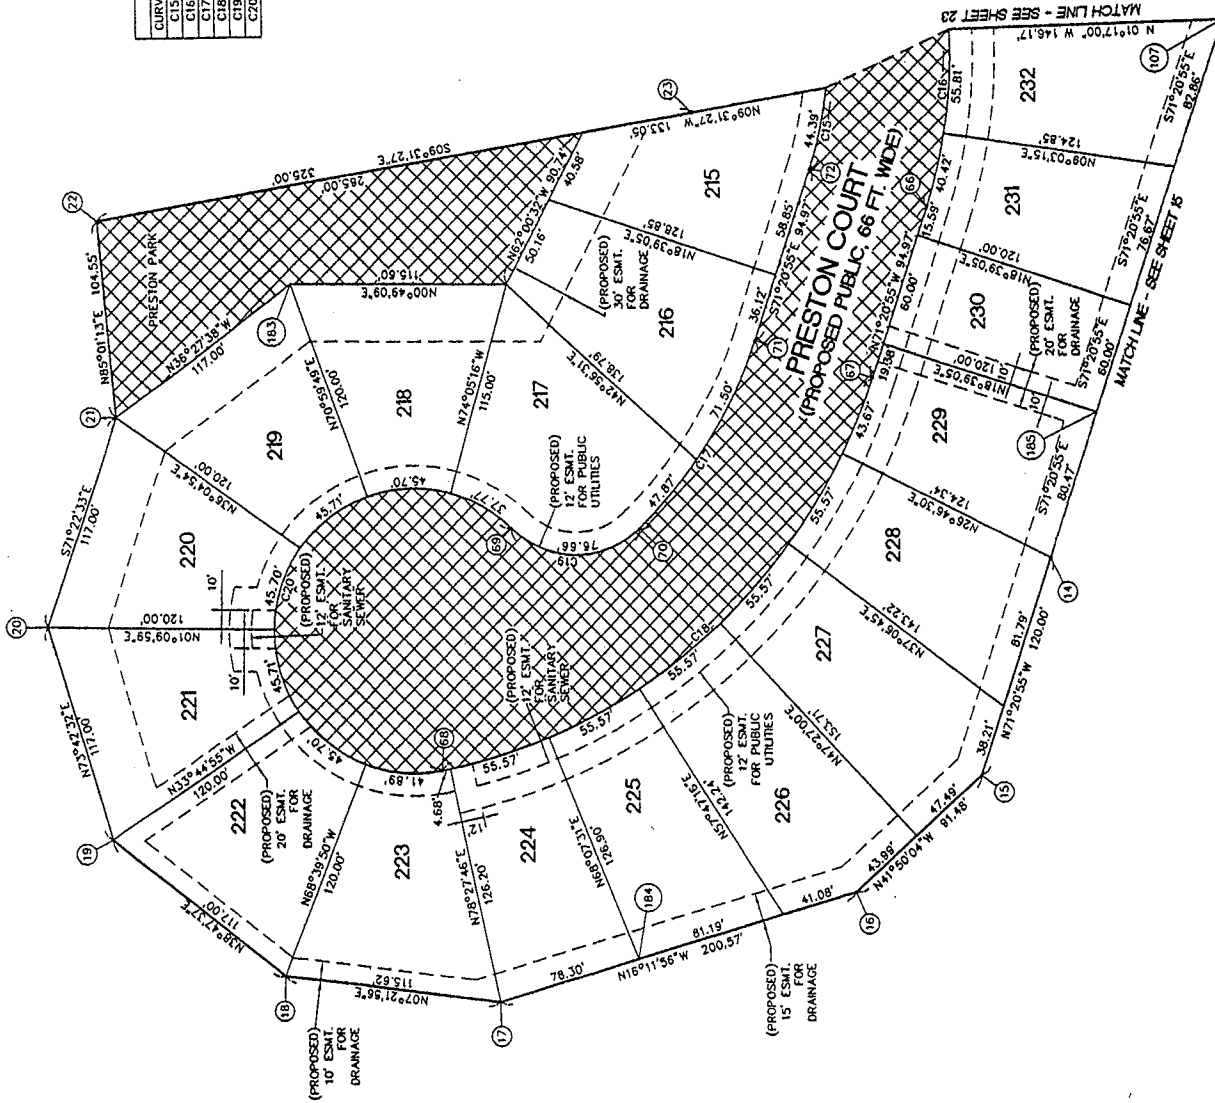 CURV
C15
C16
C17
C18
C19
C20
MATCH LINE - SEE SHEET 23
N 01°17'00" W 146.17'
107
23
22
21
20
19
18
17
16
15
14
183
184
185
325.00'
S09°31'27"E
285.00'
104.55'
N85°01'13"E
PRESTON PARK
N36°27'38"W
117.00'
115.60'
N00°49'09"E
N62°00'32"W 90.74'
40.58'
50.16'
N09°31'27"W 133.05'
215
44.39'
C15
72
58.85'
S71°20'55"E 94.97'
128.85'
N18°39'05"E
(PROPOSED)
30' ESMT.
FOR
DRAINAGE
216
36.12'
71
PRESTON COURT
(PROPOSED PUBLIC, 66 FT. WIDE)
C16
55.81'
232
S71°20'55"E
82.86'
124.85'
N09°03'15"E
66
40.42'
15.59'
231
S71°20'55"E
76.67'
120.00'
N18°39'05"E
N71°20'55"W 94.97'
60.00'
230
(PROPOSED)
20' ESMT.
FOR
DRAINAGE
S71°20'55"E
60.00'
MATCH LINE - SEE SHEET 15
67
19.38'
10'
10'
120.00'
N18°39'05"E
43.67'
229
S71°20'55"E
80.47'
124.34'
N26°46'30"E
55.57'
228
143.22'
N37°06'45"E
81.79'
N71°20'55"W 120.00'
38.21'
55.57'
C18
227
153.71'
N47°27'00"E
47.49'
N41°50'04"W 91.48'
43.99'
55.57'
(PROPOSED)
12' ESMT.
FOR PUBLIC
UTILITIES
226
N57°47'16"E
142.24'
41.08'
55.57'
225
N68°07'31"E
126.90'
81.19'
N16°11'56"W 200.57'
78.30'
(PROPOSED)
15' ESMT.
FOR
DRAINAGE
(PROPOSED)
12' ESMT.
FOR
SANITARY
SEWER
55.57'
68
4.68'
12'
224
N78°27'46"E
126.20'
41.89'
223
N07°21'56"E
115.62'
(PROPOSED)
10' ESMT.
FOR
DRAINAGE
N68°39'50"W
120.00'
45.70'
222
N38°47'37"E
117.00'
(PROPOSED)
20' ESMT.
FOR
DRAINAGE
N33°44'55"W
120.00'
45.71'
221
N73°42'32"E
117.00'
10'
10'
N01°09'59"E
120.00'
45.70'
C20
(PROPOSED)
12' ESMT.
FOR
SANITARY
SEWER
220
S71°22'33"E
117.00'
N36°04'54"E
120.00'
45.71'
219
N70°59'49"E
120.00'
45.70'
218
N74°05'16"W
115.00'
37.77'
69
217
N42°56'31"E
138.79'
(PROPOSED)
12' ESMT.
FOR PUBLIC
UTILITIES
C19
76.66'
70
47.87'
C17
71.50'